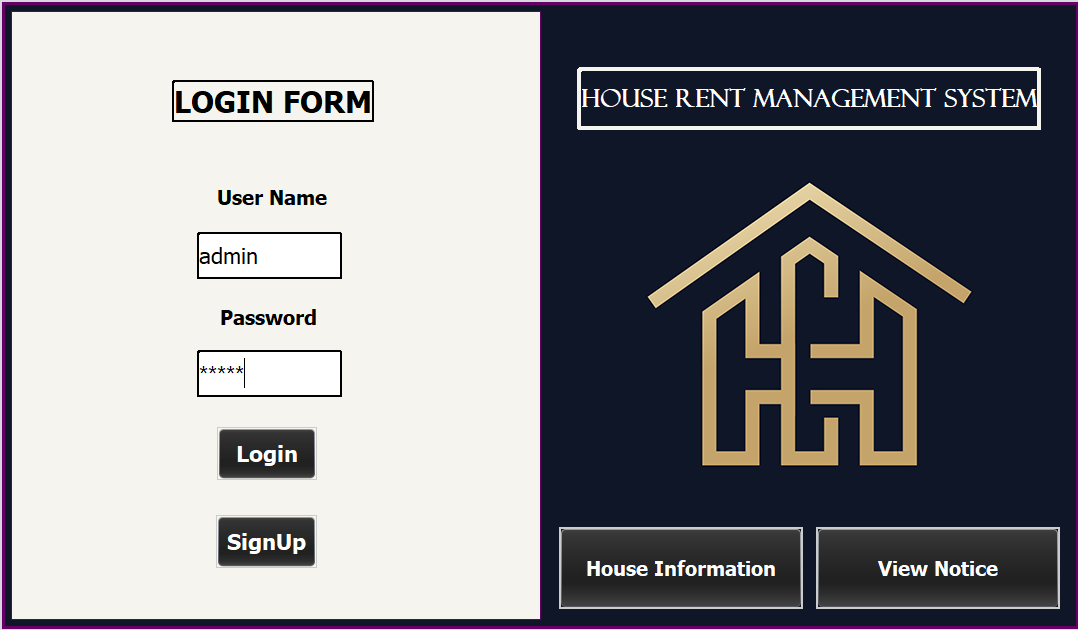 LOGIN FORM
User Name
admin
Password
*****
Login
SignUp
HOUSE RENT MANAGEMENT SYSTEM
House Information
View Notice